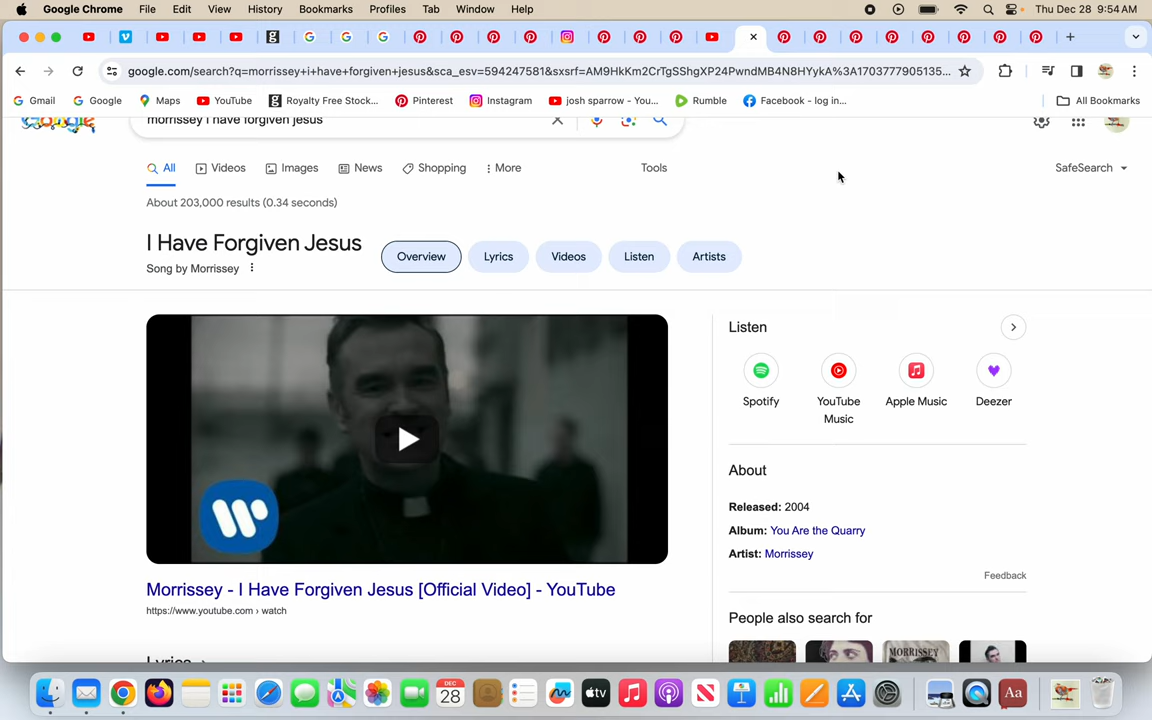 Google Chrome File Edit View History Bookmarks Profiles Tab Window Help Thu Dec 28 9:54 AM
google.com/search?q=morrissey+i+have+forgiven+jesus&sca_esv=594247581&sxsrf=AM9HkKm2CrTgSShgXP24PwndMB4N8HYykA%3A1703777905135...
Gmail Google Maps YouTube Royalty Free Stock... Pinterest Instagram josh sparrow - You... Rumble Facebook - log in... All Bookmarks
morrissey i have forgiven jesus
All Videos Images News Shopping More Tools SafeSearch
About 203,000 results (0.34 seconds)
I Have Forgiven Jesus
Song by Morrissey
Overview Lyrics Videos Listen Artists
Listen
Spotify YouTube Music Apple Music Deezer
About
Released: 2004
Album: You Are the Quarry
Artist: Morrissey
Feedback
Morrissey - I Have Forgiven Jesus [Official Video] - YouTube
https://www.youtube.com › watch
People also search for
MORRISSEY
Lyrics
DEC
28
tv
Aa